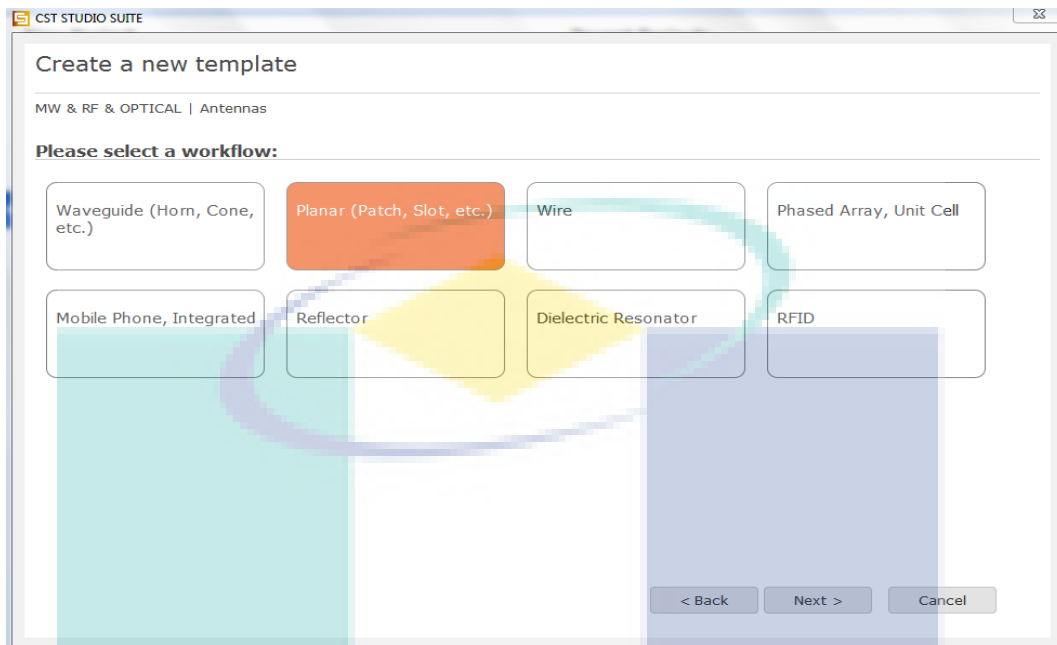 CST STUDIO SUITE
Create a new template
MW & RF & OPTICAL | Antennas
Please select a workflow:
Waveguide (Horn, Cone,
etc.)
Planar (Patch, Slot, etc.)
Wire
Phased Array, Unit Cell
Mobile Phone, Integrated
Reflector
Dielectric Resonator
RFID
< Back
Next >
Cancel